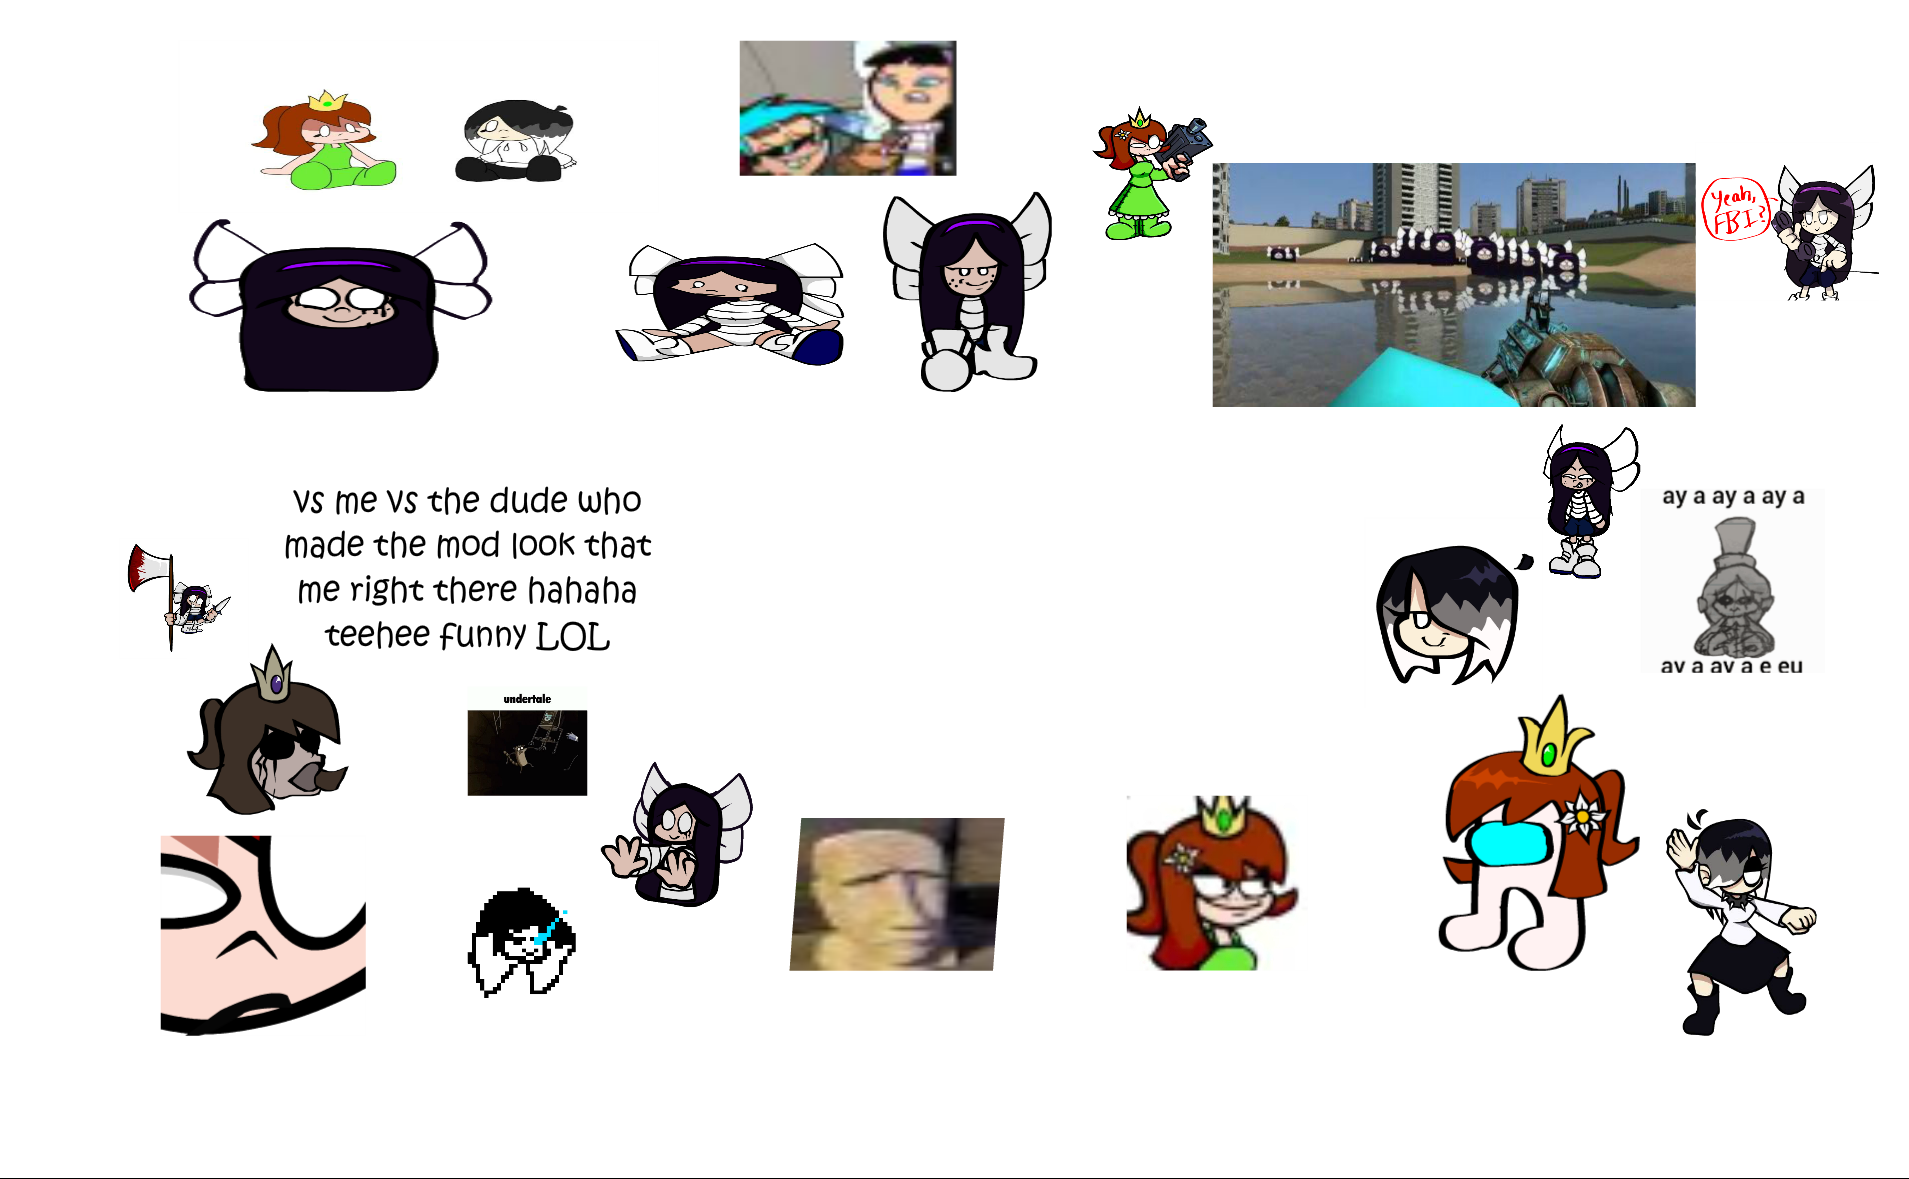 Yeah,
FBI?
vs me vs the dude who
made the mod look that
me right there hahaha
teehee funny LOL
ay a ay a ay a
ay a ay a e eu
undertale